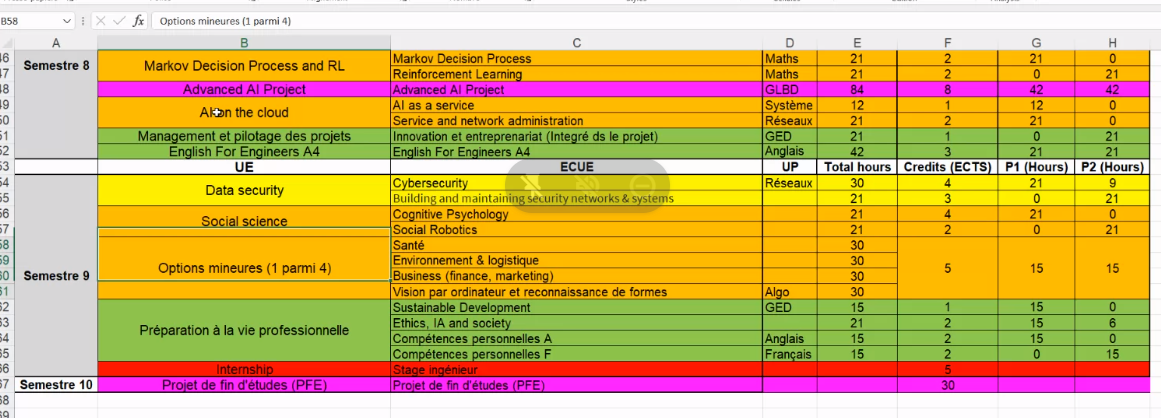 B58 fx Options mineures (1 parmi 4)
A B C D E F G H
46 Semestre 8 Markov Decision Process and RL Markov Decision Process Maths 21 2 21 0
47 Reinforcement Learning Maths 21 2 0 21
48 Advanced AI Project Advanced AI Project GLBD 84 8 42 42
49 AI on the cloud AI as a service Système 12 1 12 0
50 Service and network administration Réseaux 21 2 21 0
51 Management et pilotage des projets Innovation et entreprenariat (Integré ds le projet) GED 21 1 0 21
52 English For Engineers A4 English For Engineers A4 Anglais 42 3 21 21
53 UE ECUE UP Total hours Credits (ECTS) P1 (Hours) P2 (Hours)
54 Data security Cybersecurity Réseaux 30 4 21 9
55 Building and maintaining security networks & systems 21 3 0 21
56 Social science Cognitive Psychology 21 4 21 0
57 Social Robotics 21 2 0 21
58 Semestre 9 Options mineures (1 parmi 4) Santé 30 5 15 15
59 Environnement & logistique 30
60 Business (finance, marketing) 30
61 Vision par ordinateur et reconnaissance de formes Algo 30
62 Préparation à la vie professionnelle Sustainable Development GED 15 1 15 0
63 Ethics, IA and society 21 2 15 6
64 Compétences personnelles A Anglais 15 2 15 0
65 Compétences personnelles F Français 15 2 0 15
66 Internship Stage ingénieur 5
67 Semestre 10 Projet de fin d'études (PFE) Projet de fin d'études (PFE) 30
68
69